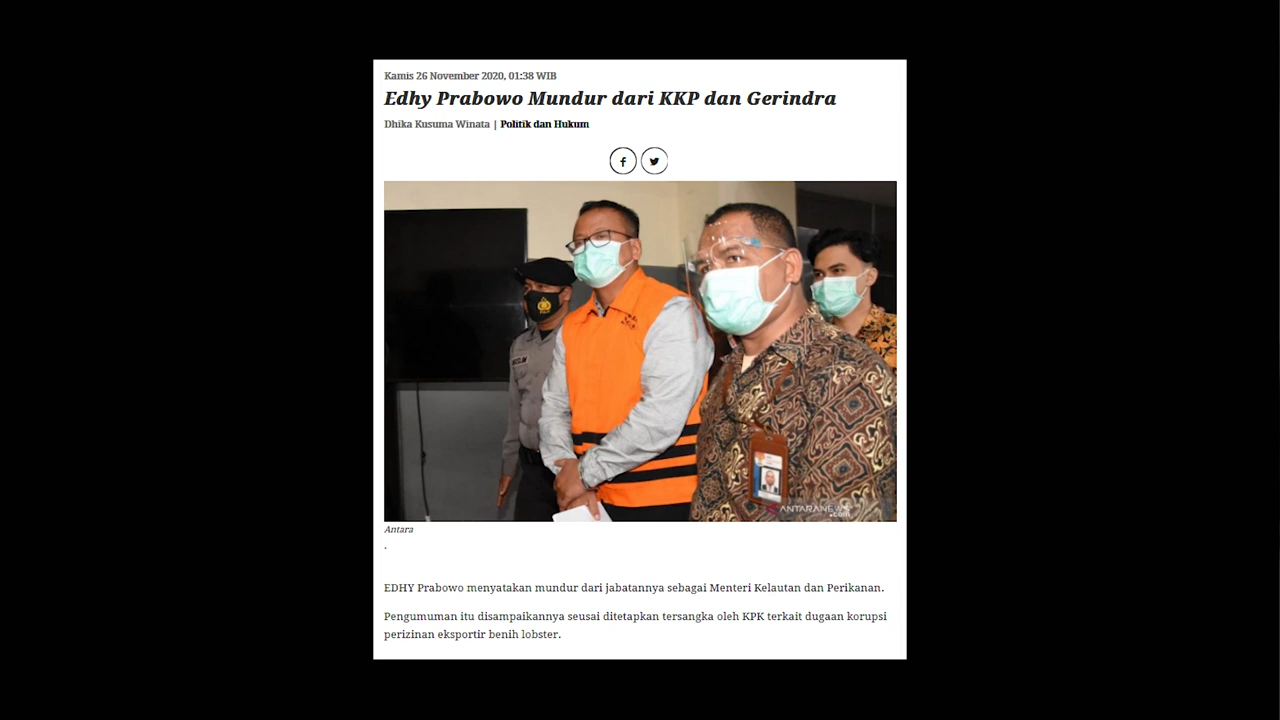 Kamis 26 November 2020, 01:38 WIB
Edhy Prabowo Mundur dari KKP dan Gerindra
Dhika Kusuma Winata | Politik dan Hukum
ANTARANEWS
.com
Antara
.
EDHY Prabowo menyatakan mundur dari jabatannya sebagai Menteri Kelautan dan Perikanan.
Pengumuman itu disampaikannya seusai ditetapkan tersangka oleh KPK terkait dugaan korupsi
perizinan eksportir benih lobster.